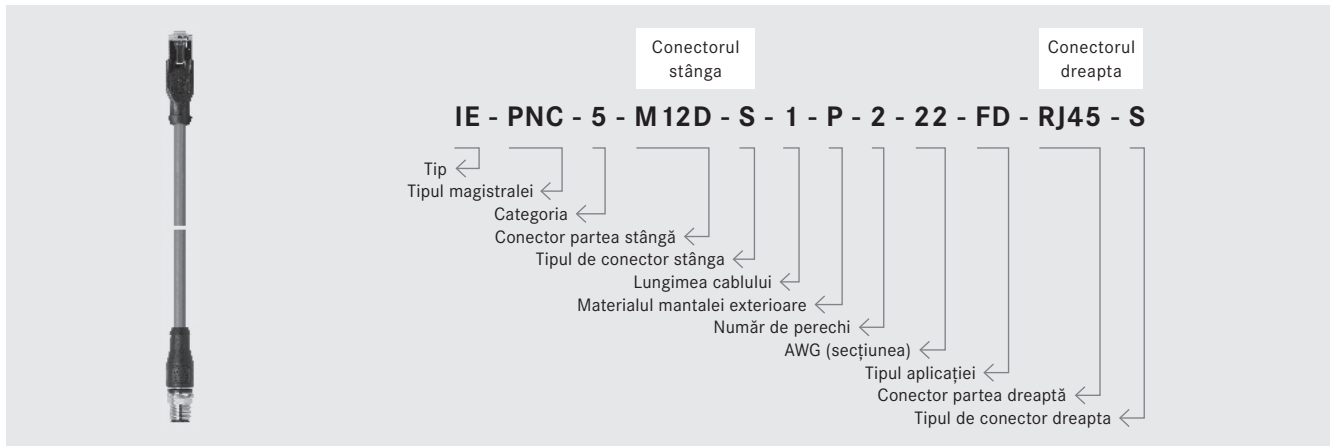 Conectorul
stânga
Conectorul
dreapta
IE - PNC - 5 - M12D - S - 1 - P - 2 - 22 - FD - RJ45 - S
Tip
Tipul magistralei
Categoria
Conector partea stângă
Tipul de conector stânga
Lungimea cablului
Materialul mantalei exterioare
Număr de perechi
AWG (secțiunea)
Tipul aplicației
Conector partea dreaptă
Tipul de conector dreapta